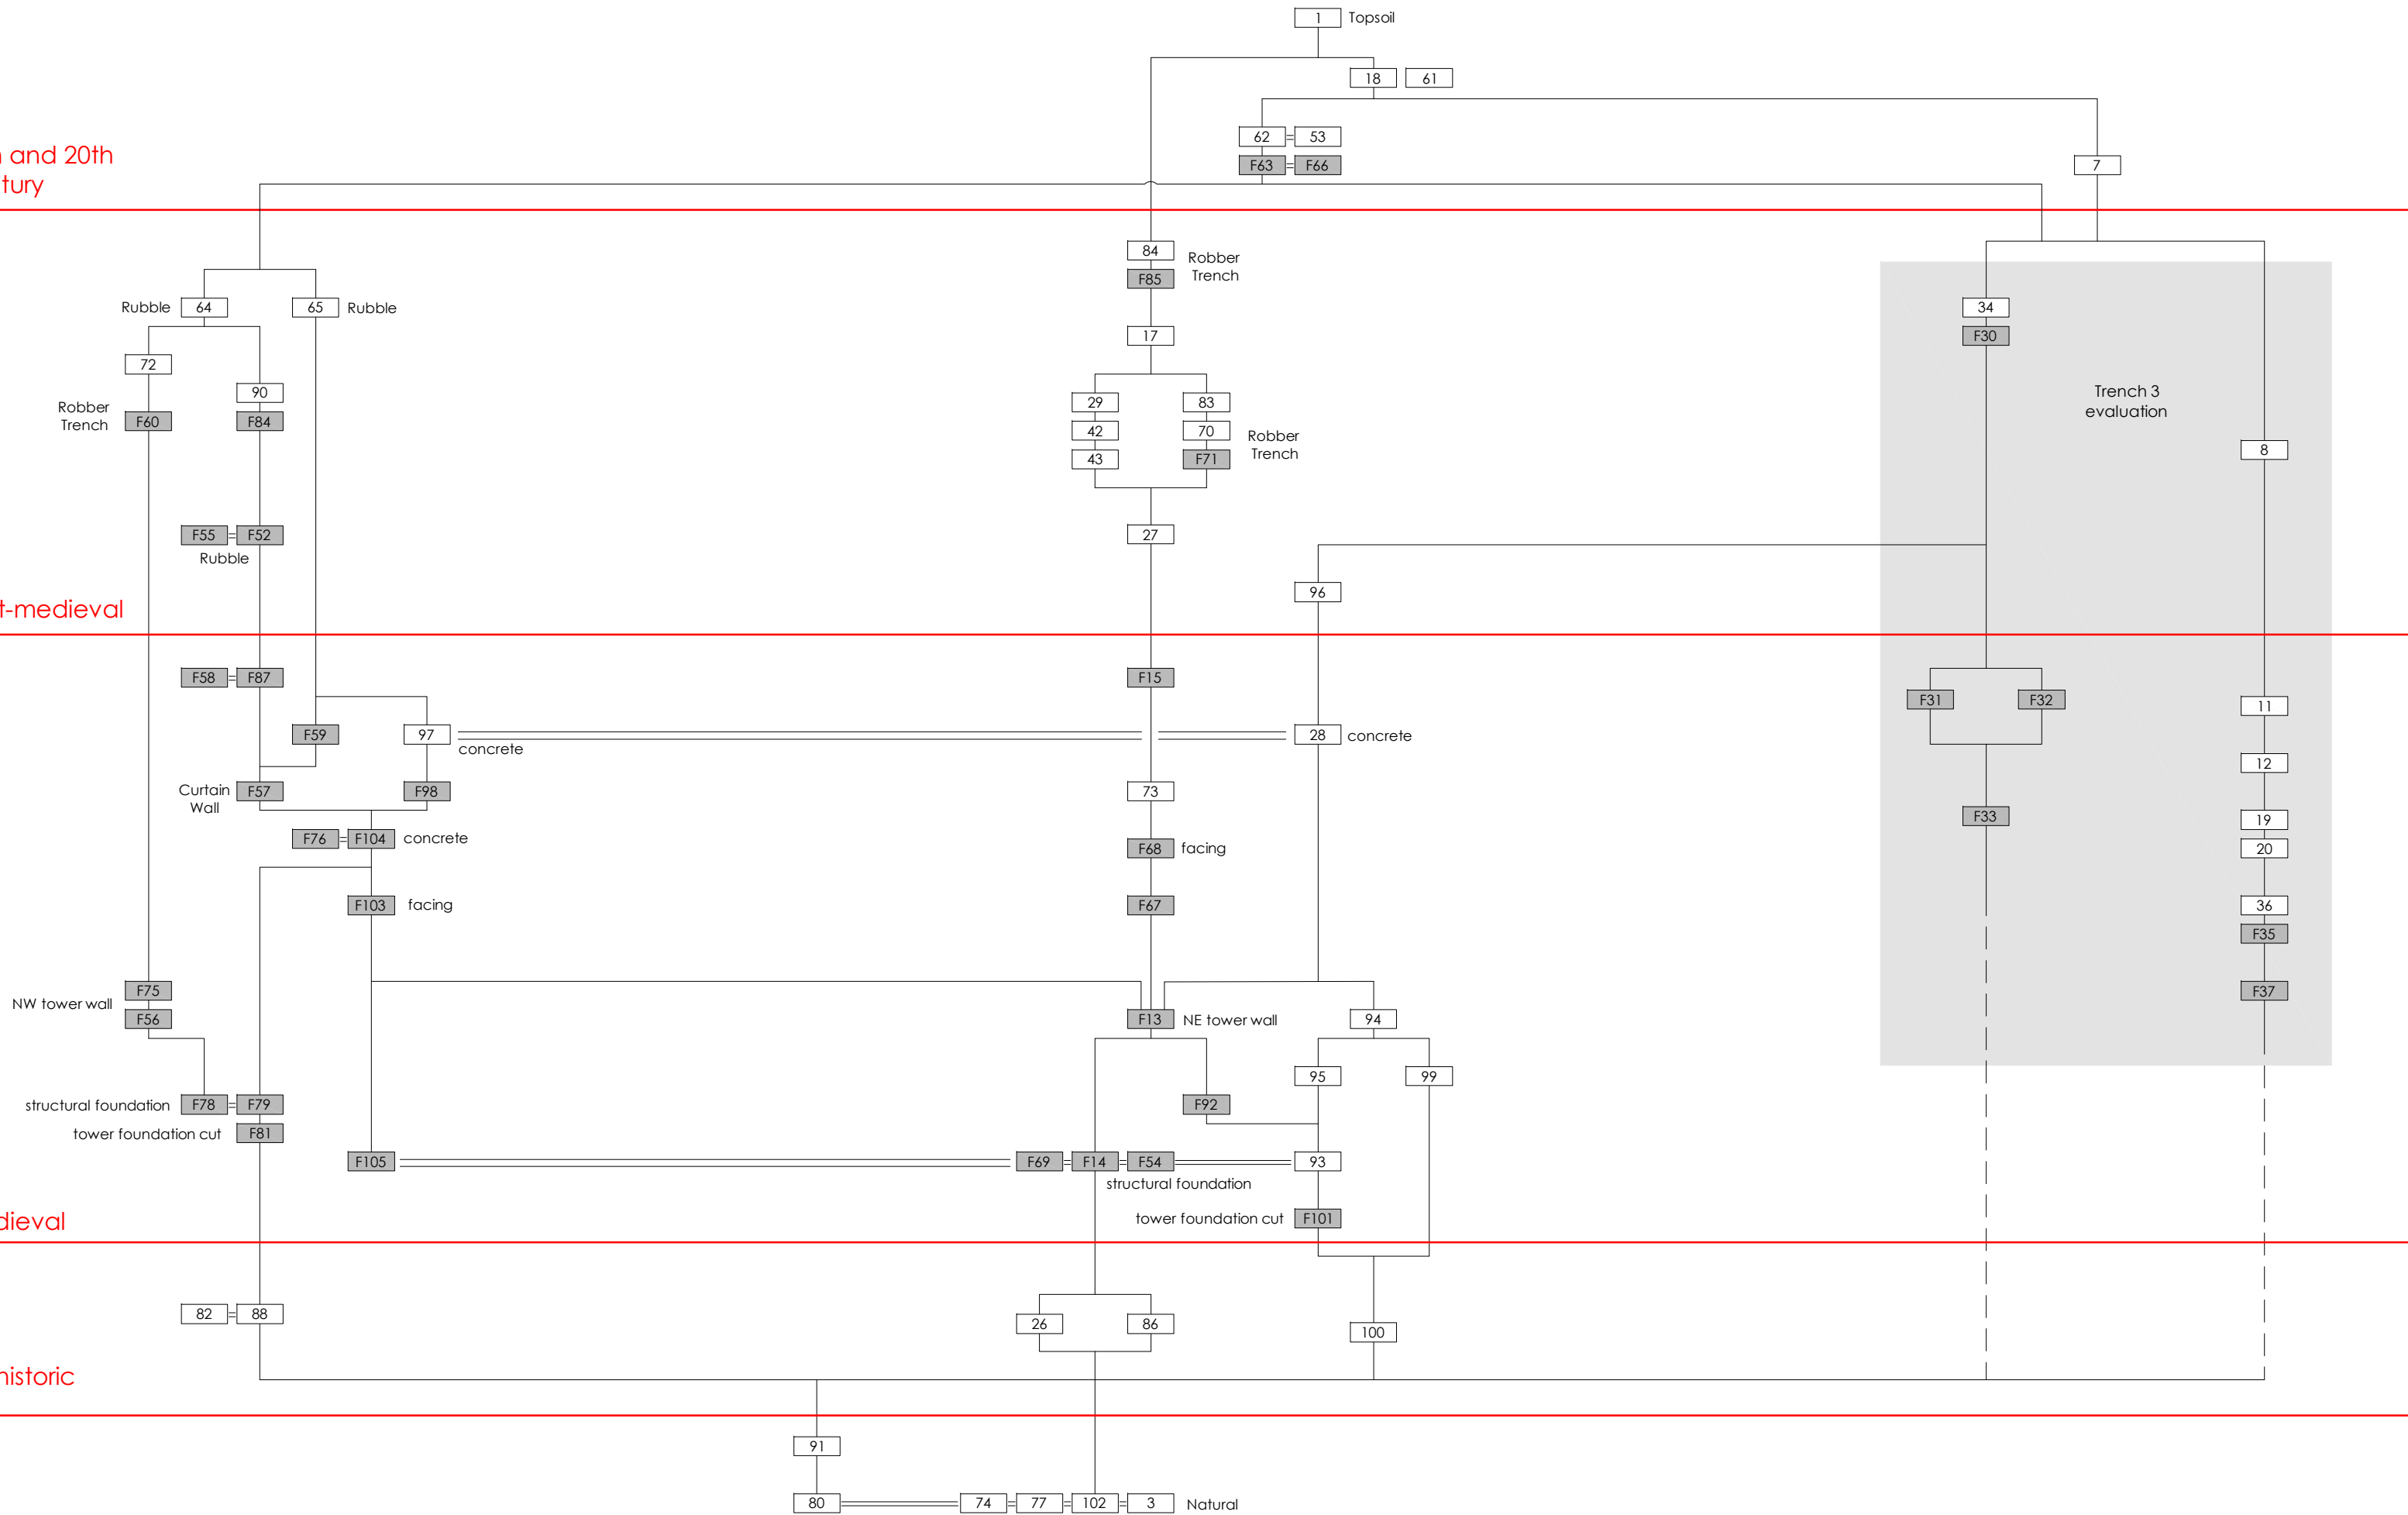 1 Topsoil
18 61
62 53
n and 20th
tury
F63 F66
7
84
Robber
Trench
F85
Rubble 64
65 Rubble
34
17
F30
72
90
Robber
Trench
F60
F84
29
83
42
70
43
F71
Robber
Trench
Trench 3
evaluation
8
F55 F52
Rubble
27
96
t-medieval
F58 F87
F15
F31
F32
11
F59
97
concrete
28 concrete
12
Curtain
Wall
F57
F98
73
F33
19
F76 F104 concrete
F68 facing
20
F103 facing
F67
36
F35
NW tower wall
F75
F56
F37
F13 NE tower wall
94
95
99
structural foundation F78 F79
F92
tower foundation cut F81
F105
F69 F14 F54
93
structural foundation
dieval
tower foundation cut F101
82 88
26
86
100
historic
91
80
74 77 102 3 Natural